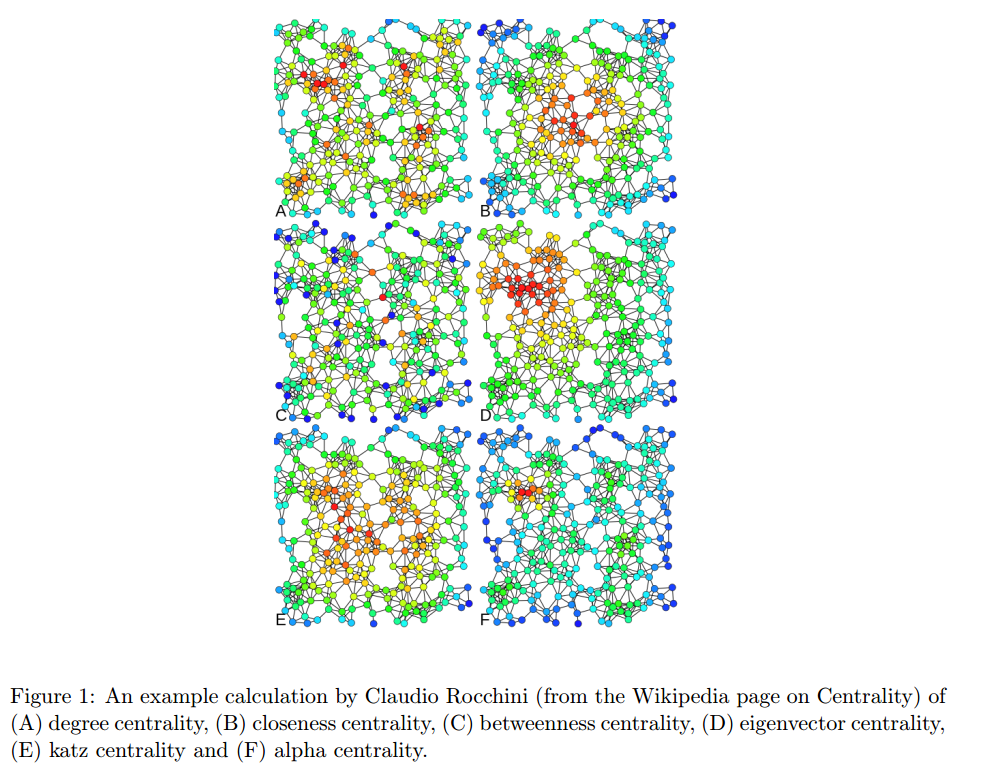 A
B
C
D
E
F
Figure 1: An example calculation by Claudio Rocchini (from the Wikipedia page on Centrality) of
(A) degree centrality, (B) closeness centrality, (C) betweenness centrality, (D) eigenvector centrality,
(E) katz centrality and (F) alpha centrality.